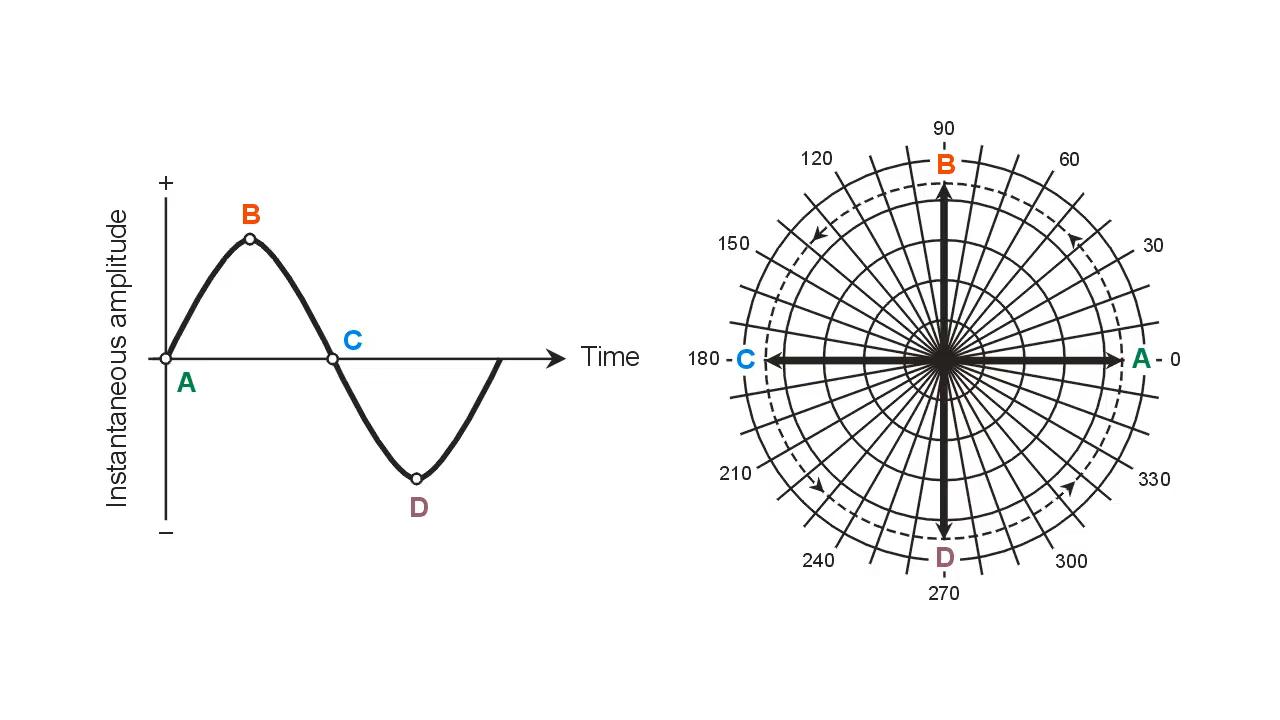 +
Instantaneous amplitude
B
A
C
Time
D
–
90
120
B
60
150
30
180
C
A
0
210
330
240
D
300
270